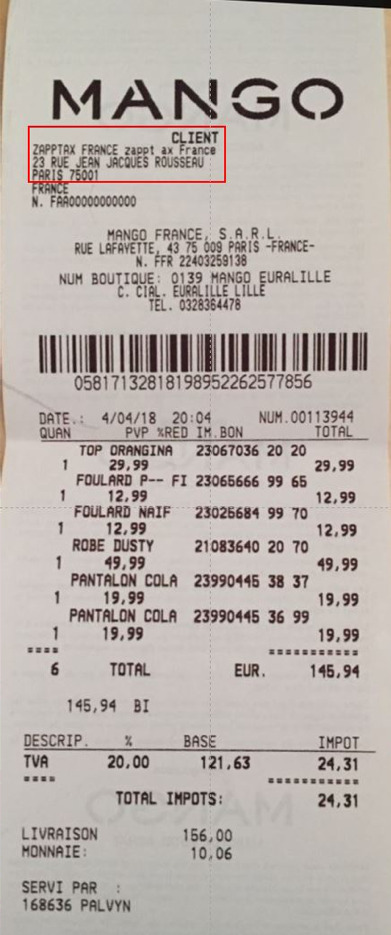 MANGO
CLIENT
ZAPPTAX FRANCE zappt ax France
23 RUE JEAN JACQUES ROUSSEAU
PARIS 75001
FRANCE
N. FAA00000000000
MANGO FRANCE, S.A.R.L.
RUE LAFAYETTE, 43 75 009 PARIS -FRANCE-
N. FFR 22403259138
NUM BOUTIQUE: 0139 MANGO EURALILLE
C. CIAL. EURALILLE LILLE
TEL. 0328364478
05817132818198952262577856
DATE.: 4/04/18 20:04 NUM.00113944
QUAN PVP %RED IM.BON TOTAL
TOP ORANGINA 23067036 20 20
1 29,99 29,99
FOULARD P-- FI 23065666 99 65
1 12,99 12,99
FOULARD NAIF 23025684 99 70
1 12,99 12,99
ROBE DUSTY 21083640 20 70
1 49,99 49,99
PANTALON COLA 23990445 38 37
1 19,99 19,99
PANTALON COLA 23990445 36 99
1 19,99 19,99
==== ===========
6 TOTAL EUR. 145,94
145,94 BI
DESCRIP. % BASE IMPOT
TVA 20,00 121,63 24,31
==== ===========
TOTAL IMPOTS: 24,31
LIVRAISON 156,00
MONNAIE: 10,06
SERVI PAR :
168636 PALVYN